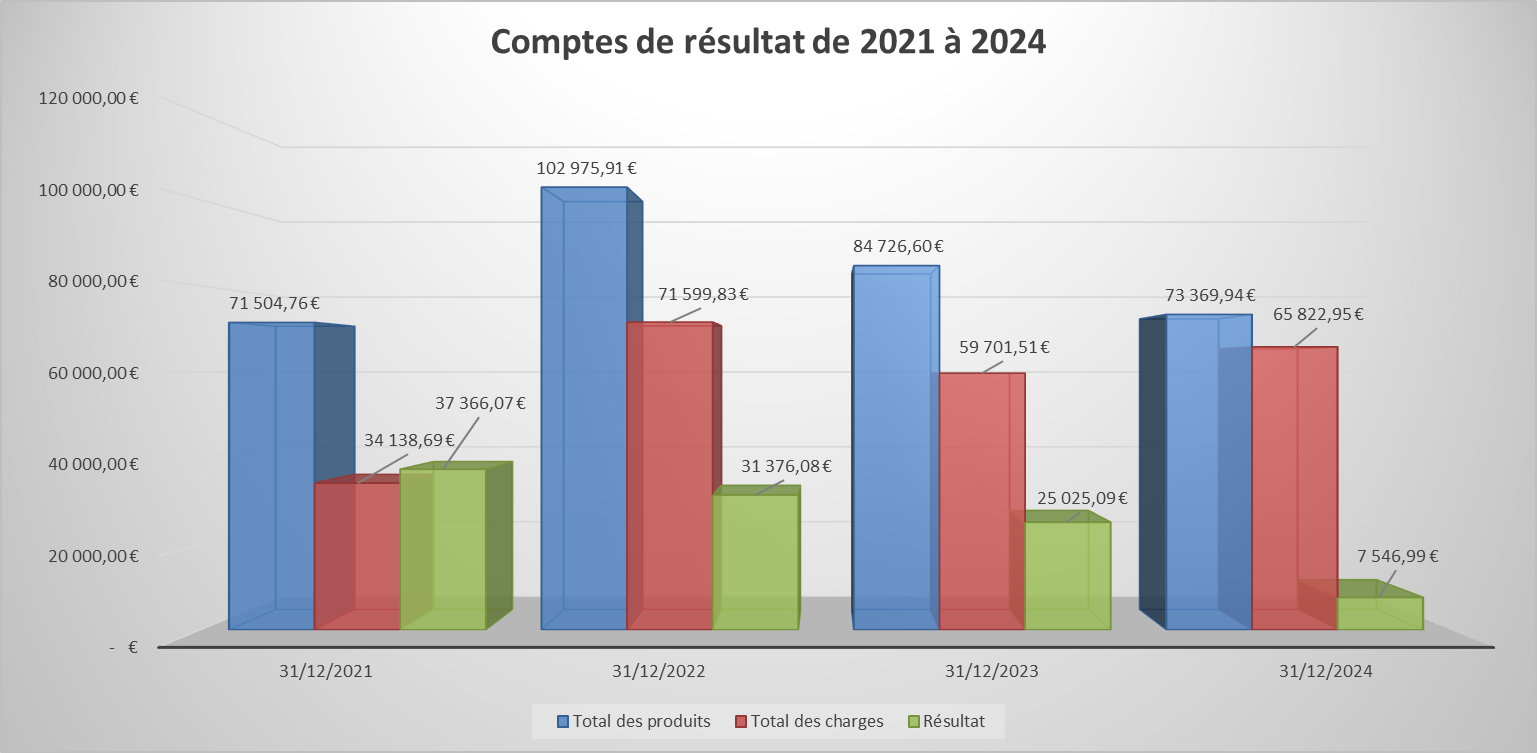 Comptes de résultat de 2021 à 2024
120 000,00 €
100 000,00 €
80 000,00 €
60 000,00 €
40 000,00 €
20 000,00 €
- €
71 504,76 €
34 138,69 €
37 366,07 €
102 975,91 €
71 599,83 €
31 376,08 €
84 726,60 €
59 701,51 €
25 025,09 €
73 369,94 €
65 822,95 €
7 546,99 €
31/12/2021
31/12/2022
31/12/2023
31/12/2024
Total des produits
Total des charges
Résultat